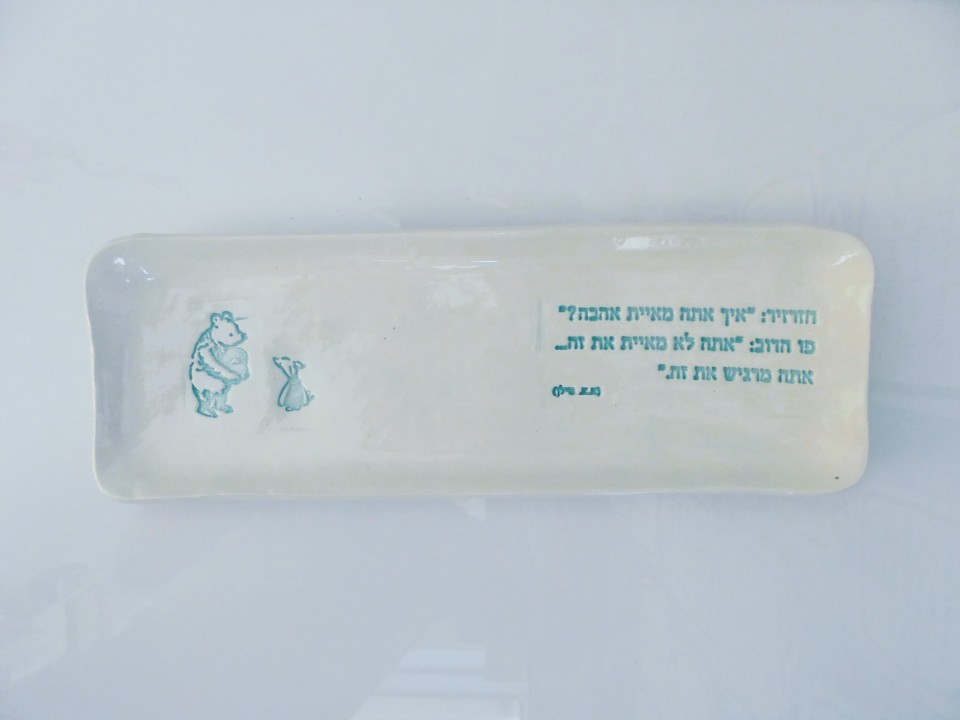 חזרזיר: "איך אתה מאיית אהבה?"
פו הדוב: "אתה לא מאיית את זה...
אתה מרגיש את זה."
(א.א. מילן)